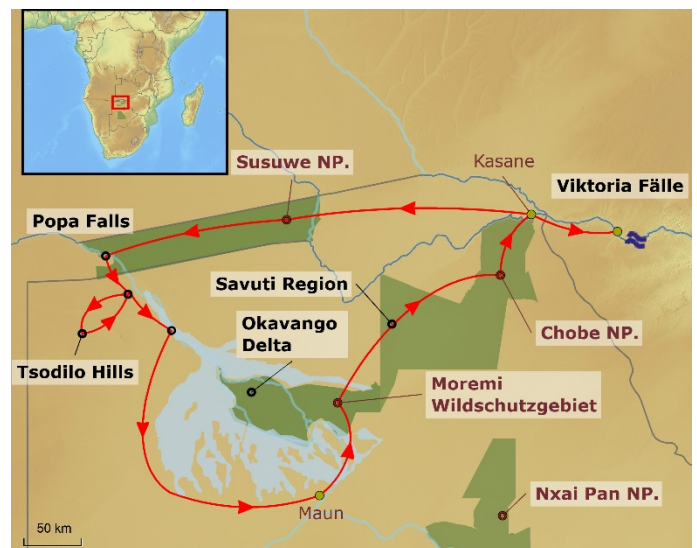 Susuwe NP.
Kasane
Viktoria Fälle
Popa Falls
Savuti Region
Okavango
Delta
Chobe NP.
Tsodilo Hills
Moremi
Wildschutzgebiet
Nxai Pan NP.
Maun
50 km